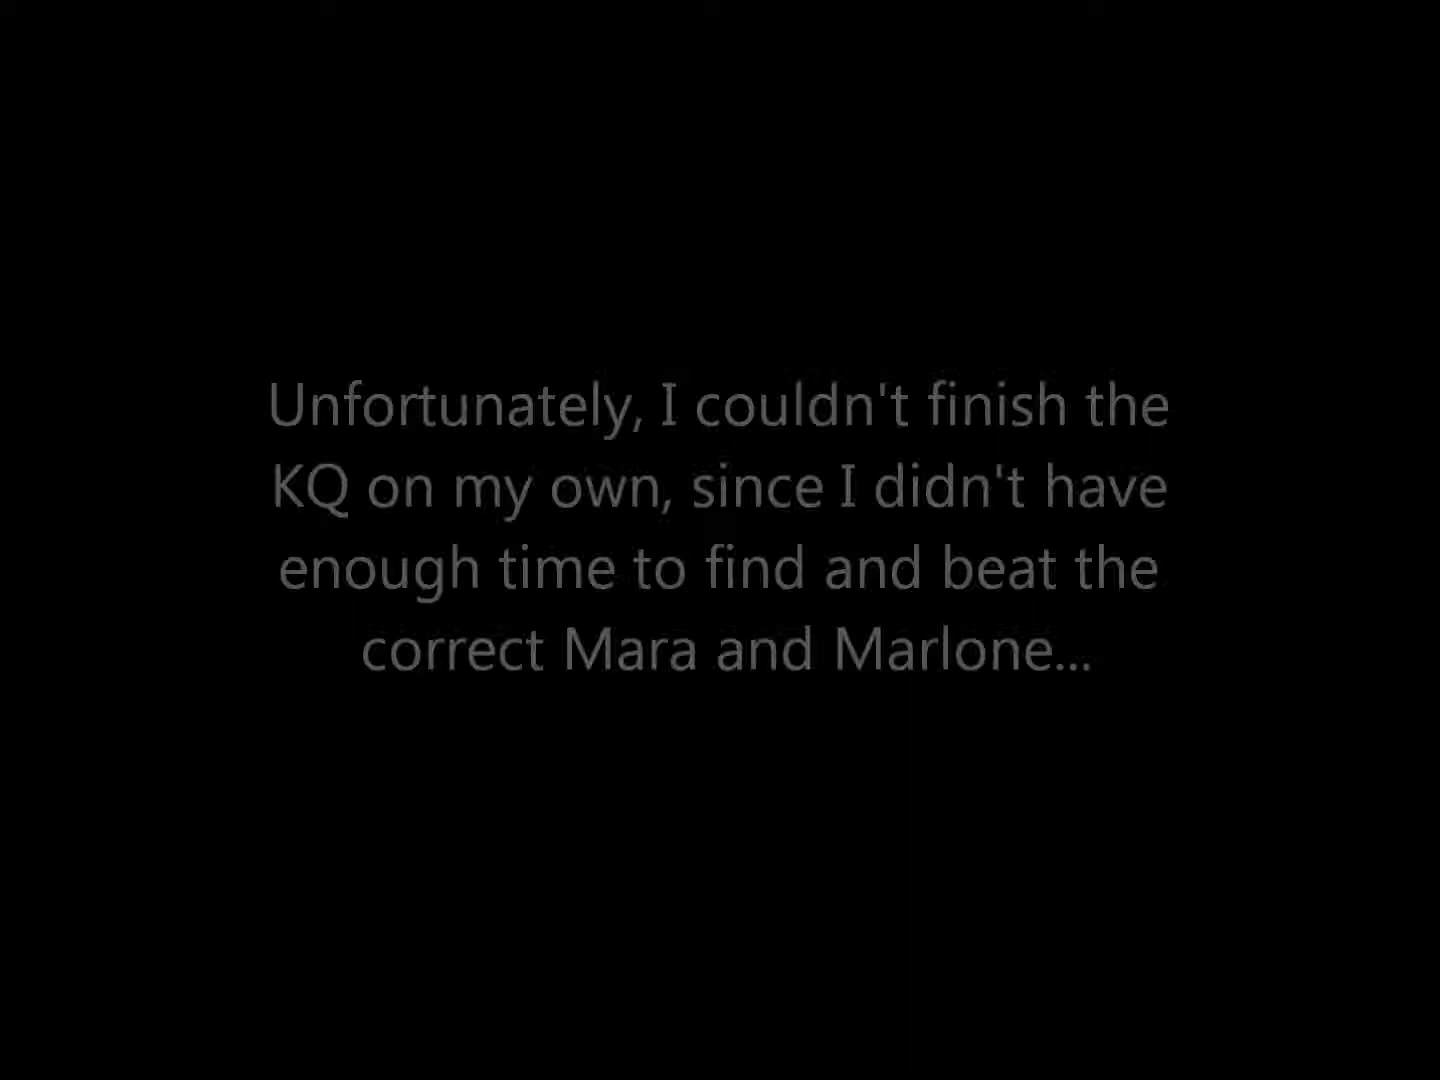 Unfortunately, I couldn't finish the
KQ on my own, since I didn't have
enough time to find and beat the
correct Mara and Marlone...